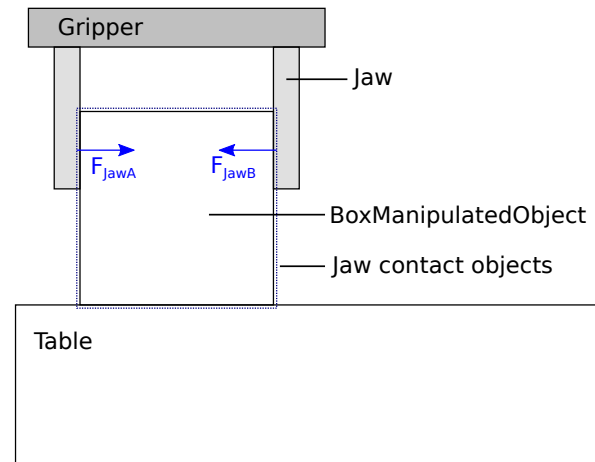 Gripper
Jaw
F_JawA
F_JawB
BoxManipulatedObject
Jaw contact objects
Table